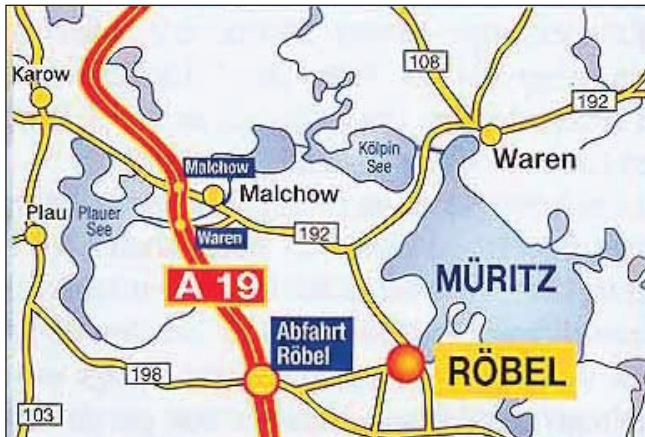 108
Karow
192
Kölpin
See
Waren
Malchow
Malchow
Plauer
See
Plau
Waren
192
A 19
MÜRITZ
Abfahrt
Röbel
RÖBEL
198
103